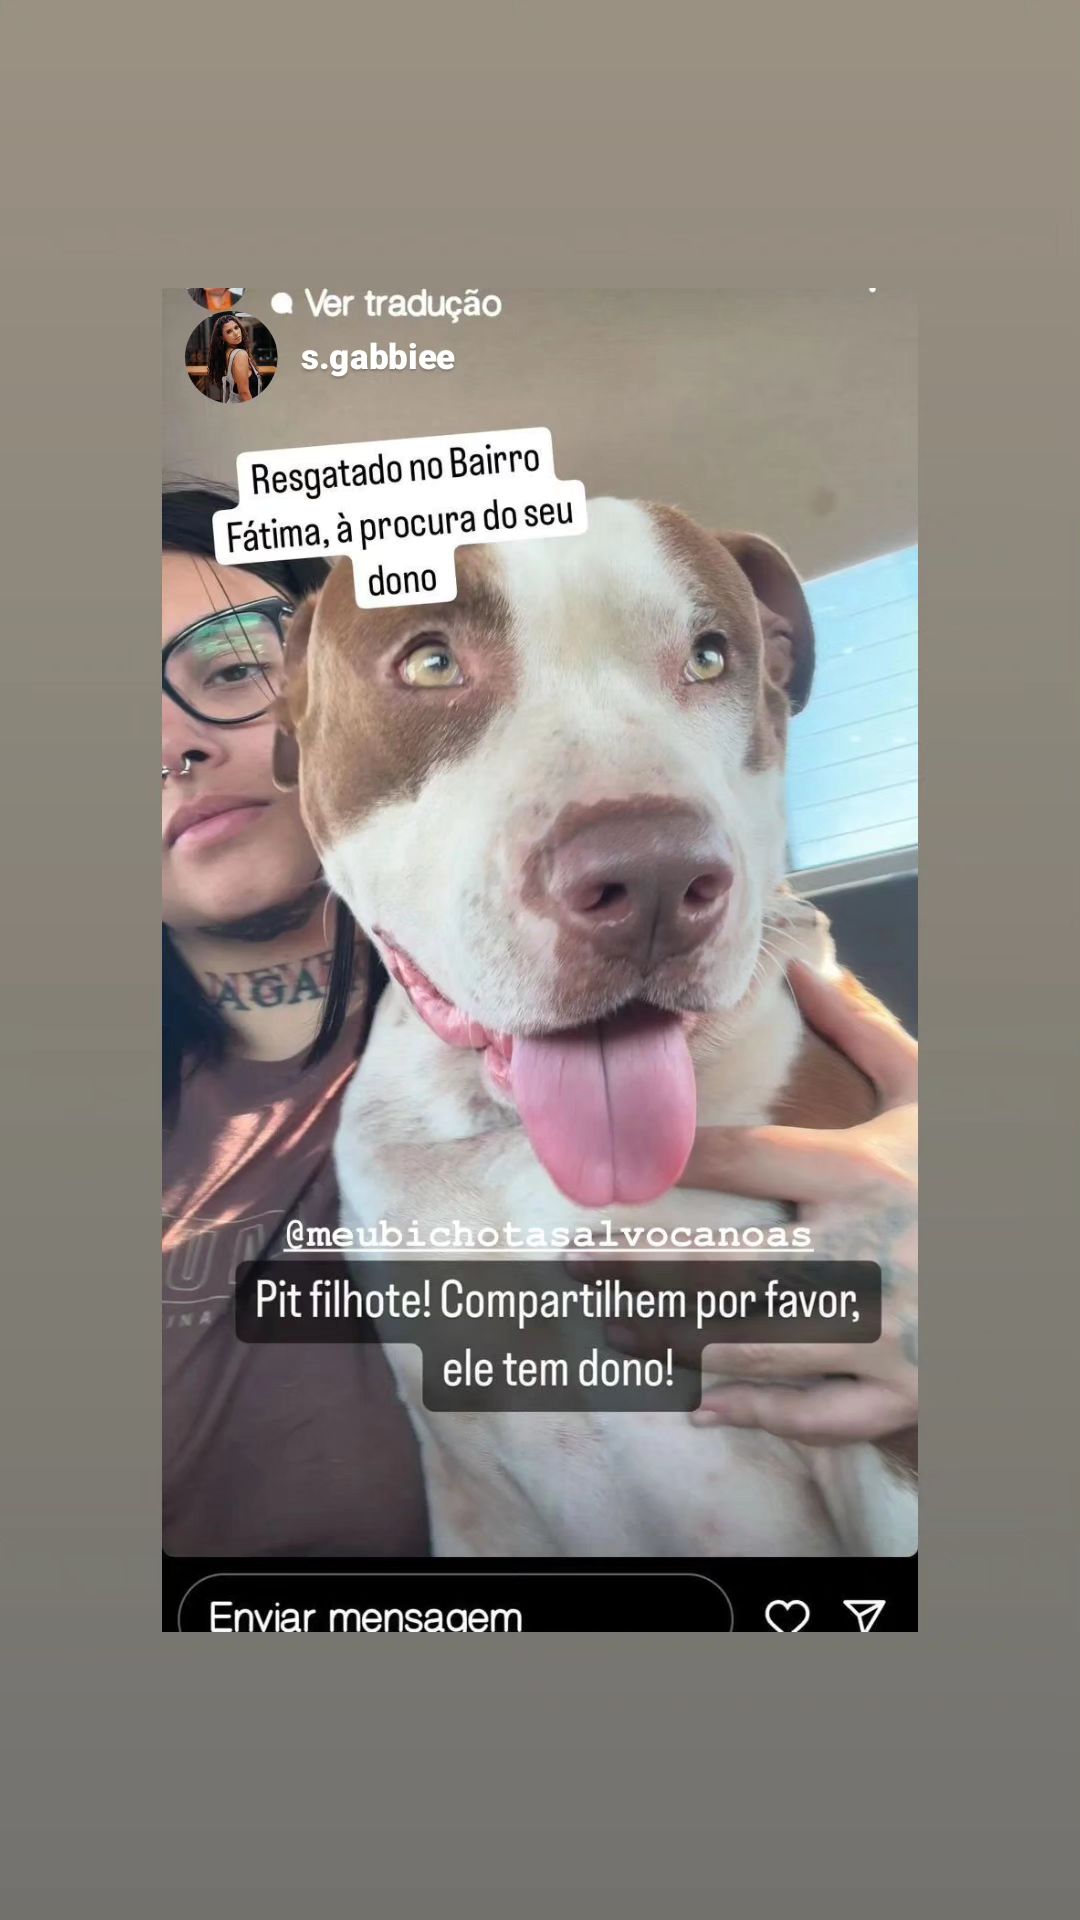 Ver tradução
s.gabbiee
Resgatado no Bairro
Fátima, à procura do seu
dono
AGA
INA
@meubichotasalvocanoas
Pit filhote! Compartilhem por favor,
ele tem dono!
Enviar mensagem